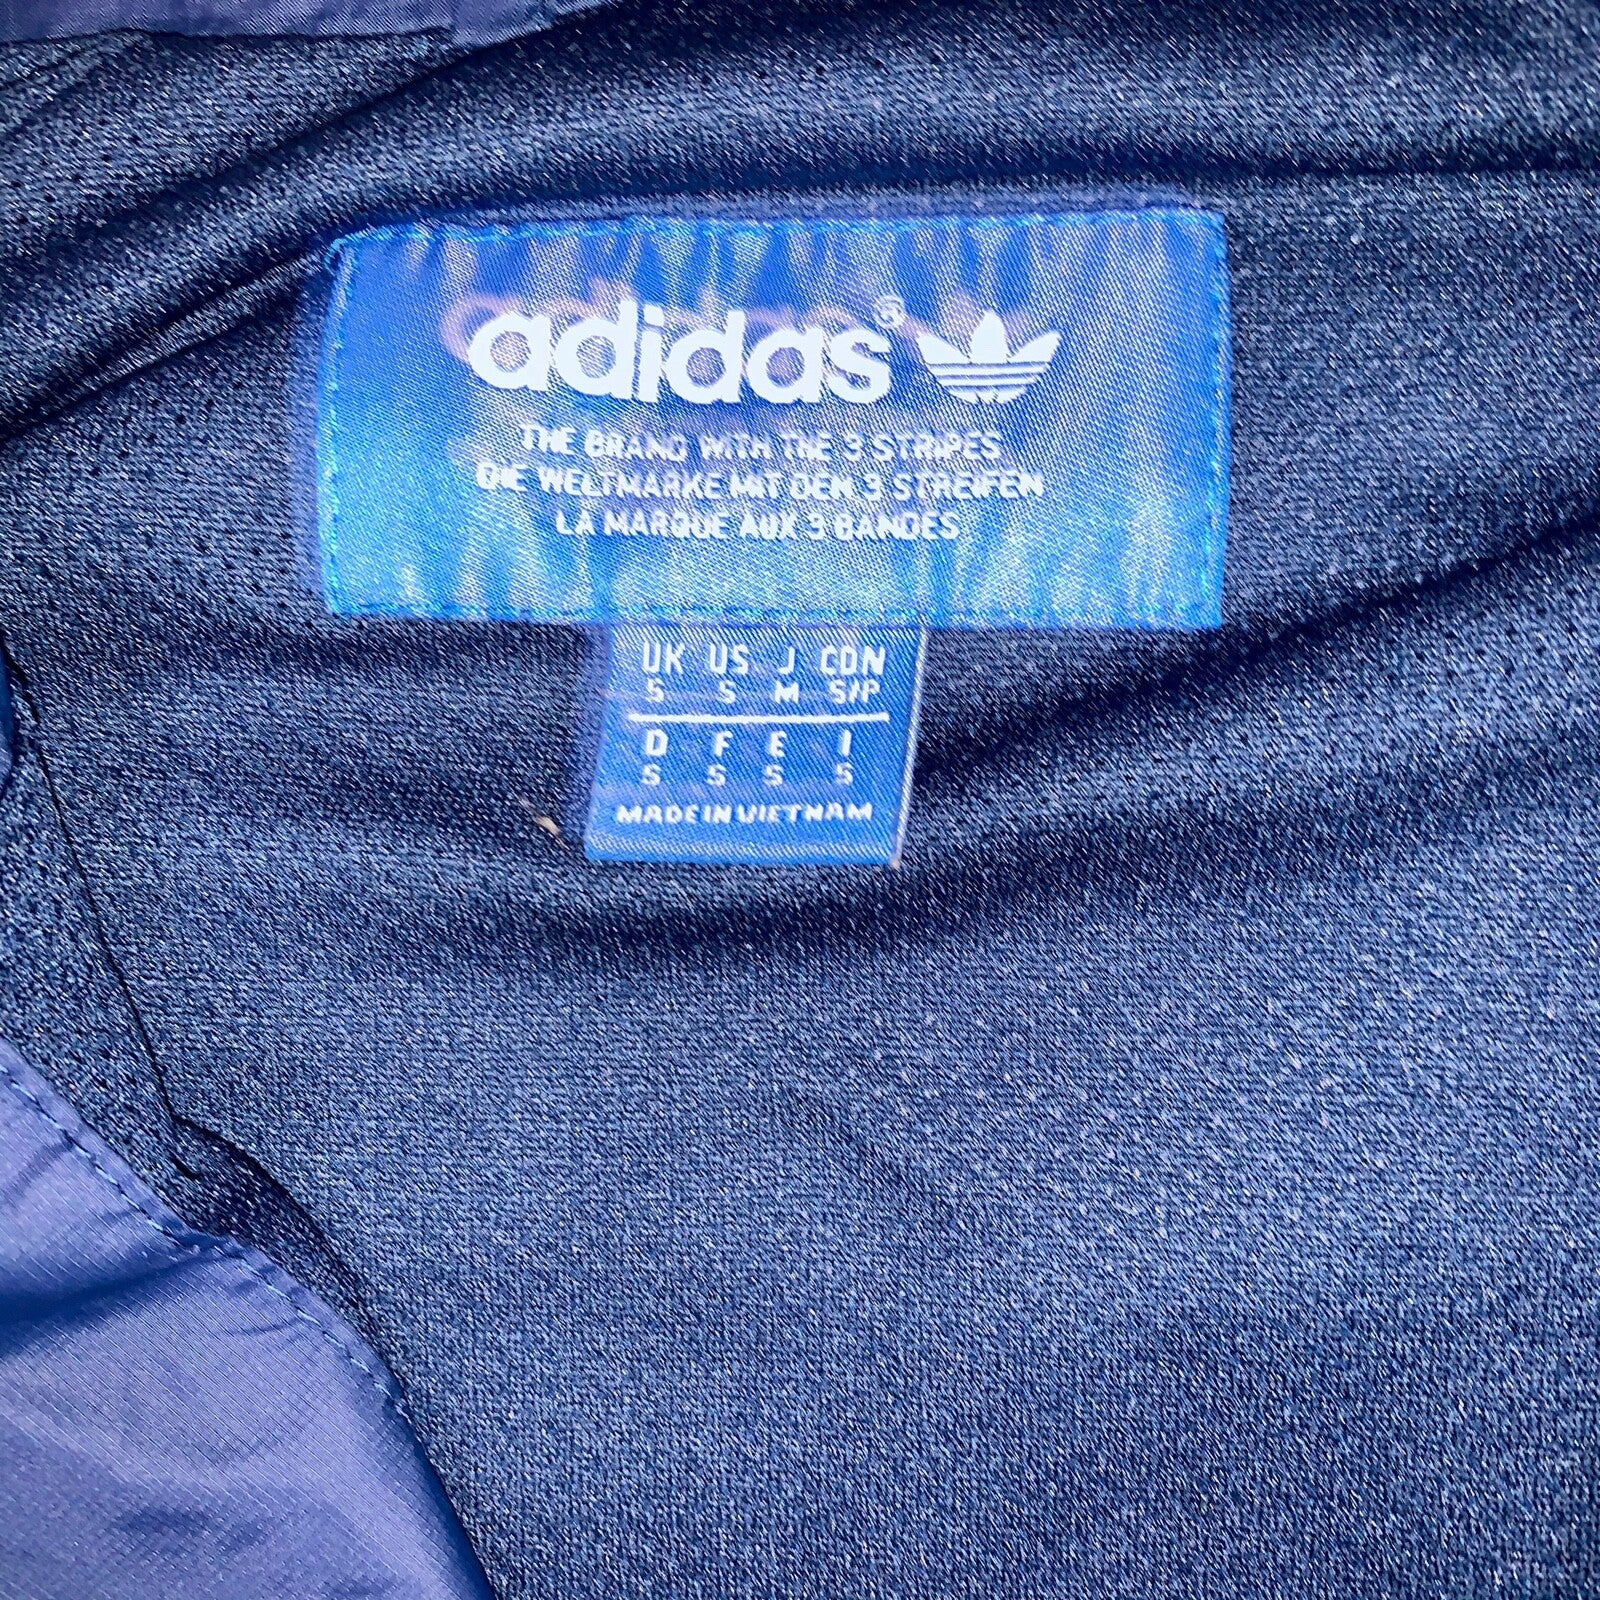 adidas®
THE BRAND WITH THE 3 STRIPES
DIE WELTMARKE MIT DEN 3 STREIFEN
LA MARQUE AUX 3 BANDES
UK US J CDN
S S M S/P
D F E I
S S S S
MADE IN VIETNAM